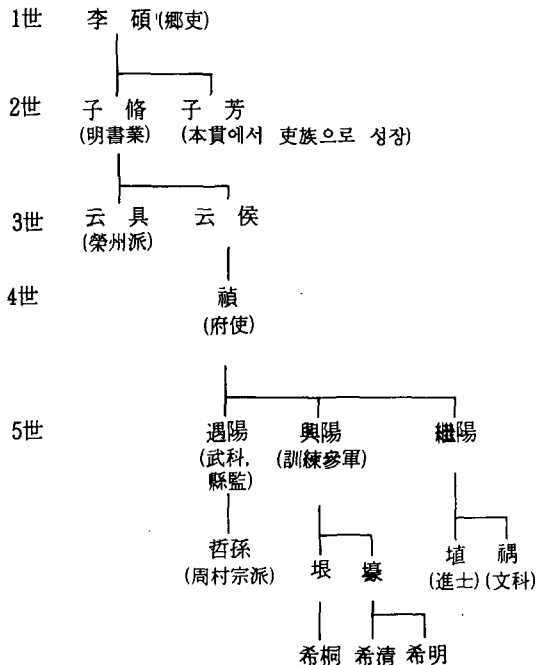 1世 李 碩 (鄕吏)
2世 子 脩 子 芳
(明書業) (本貫에서 吏族으로 성장)
3世 云 具 云 侯
(榮州派)
4世 禎
(府使)
5世 遇陽 興陽 繼陽
(武科, (訓練參軍)
縣監)
哲孫 垠 壕 埴 禑
(周村宗派) (進士) (文科)
希桐 希清 希明